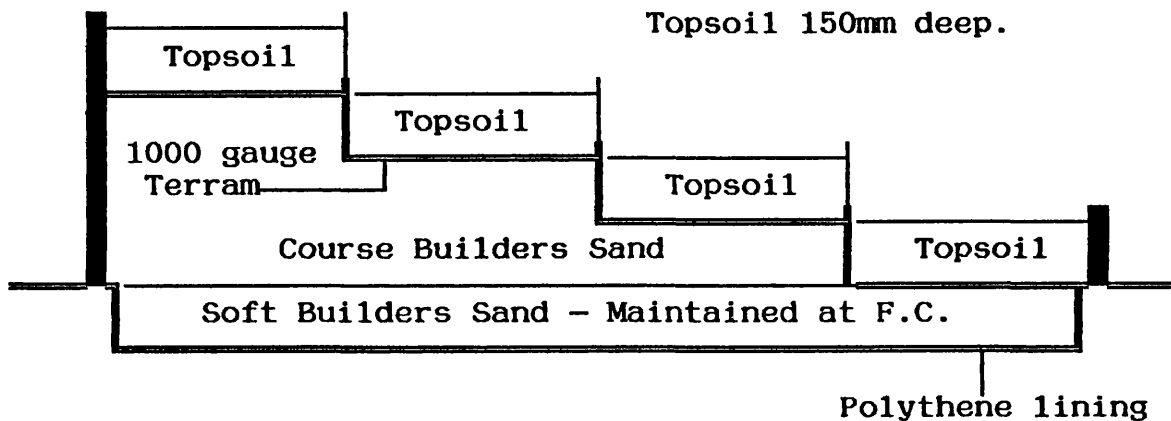 Topsoil 150mm deep.
Topsoil
Topsoil
1000 gauge
Terram
Topsoil
Course Builders Sand
Topsoil
Soft Builders Sand – Maintained at F.C.
Polythene lining